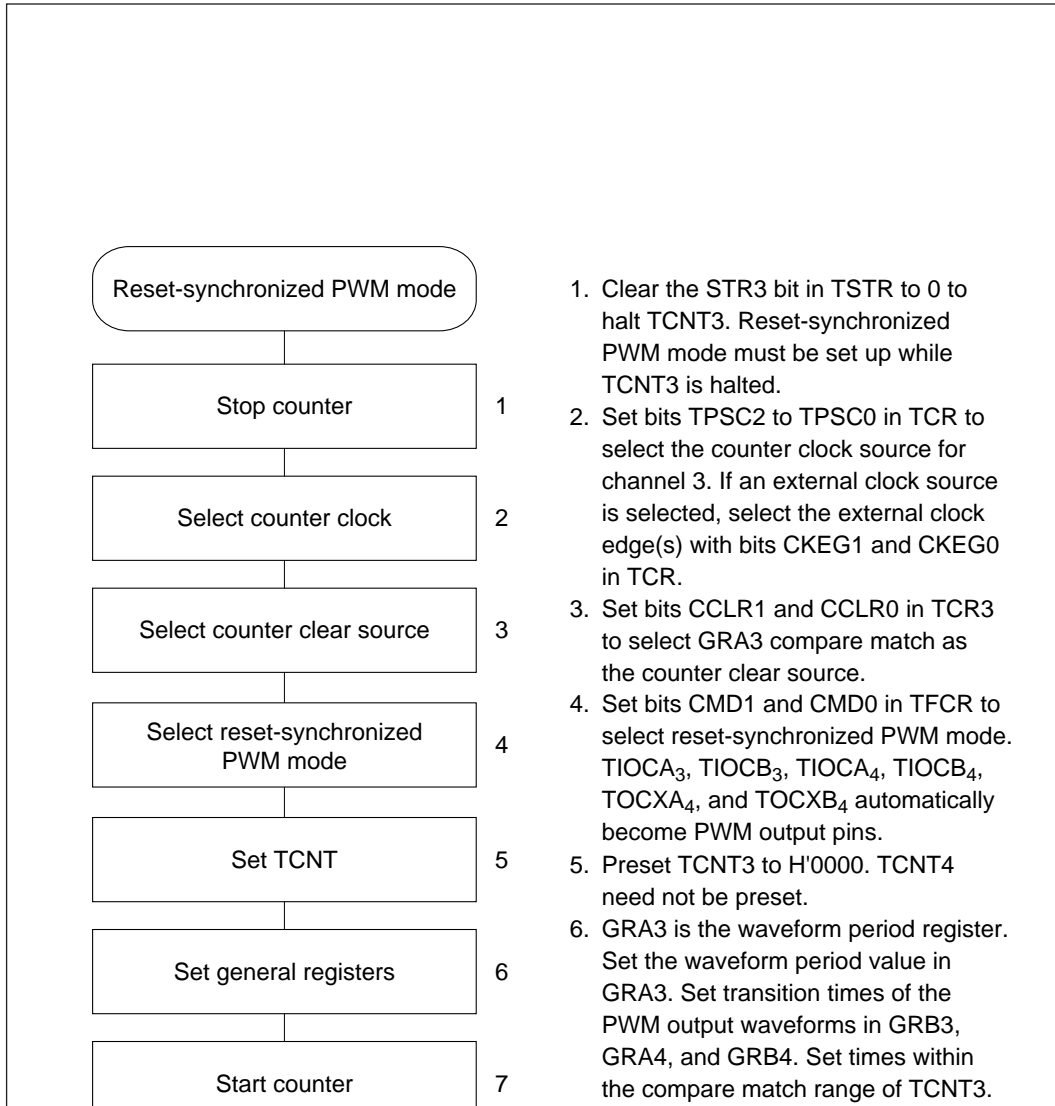 Reset-synchronized PWM mode
Stop counter
1
Select counter clock
2
Select counter clear source
3
Select reset-synchronized
PWM mode
4
Set TCNT
5
Set general registers
6
Start counter
7
1. Clear the STR3 bit in TSTR to 0 to
halt TCNT3. Reset-synchronized
PWM mode must be set up while
TCNT3 is halted.
2. Set bits TPSC2 to TPSC0 in TCR to
select the counter clock source for
channel 3. If an external clock source
is selected, select the external clock
edge(s) with bits CKEG1 and CKEG0
in TCR.
3. Set bits CCLR1 and CCLR0 in TCR3
to select GRA3 compare match as
the counter clear source.
4. Set bits CMD1 and CMD0 in TFCR to
select reset-synchronized PWM mode.
TIOCA₃, TIOCB₃, TIOCA₄, TIOCB₄,
TOCXA₄, and TOCXB₄ automatically
become PWM output pins.
5. Preset TCNT3 to H'0000. TCNT4
need not be preset.
6. GRA3 is the waveform period register.
Set the waveform period value in
GRA3. Set transition times of the
PWM output waveforms in GRB3,
GRA4, and GRB4. Set times within
the compare match range of TCNT3.